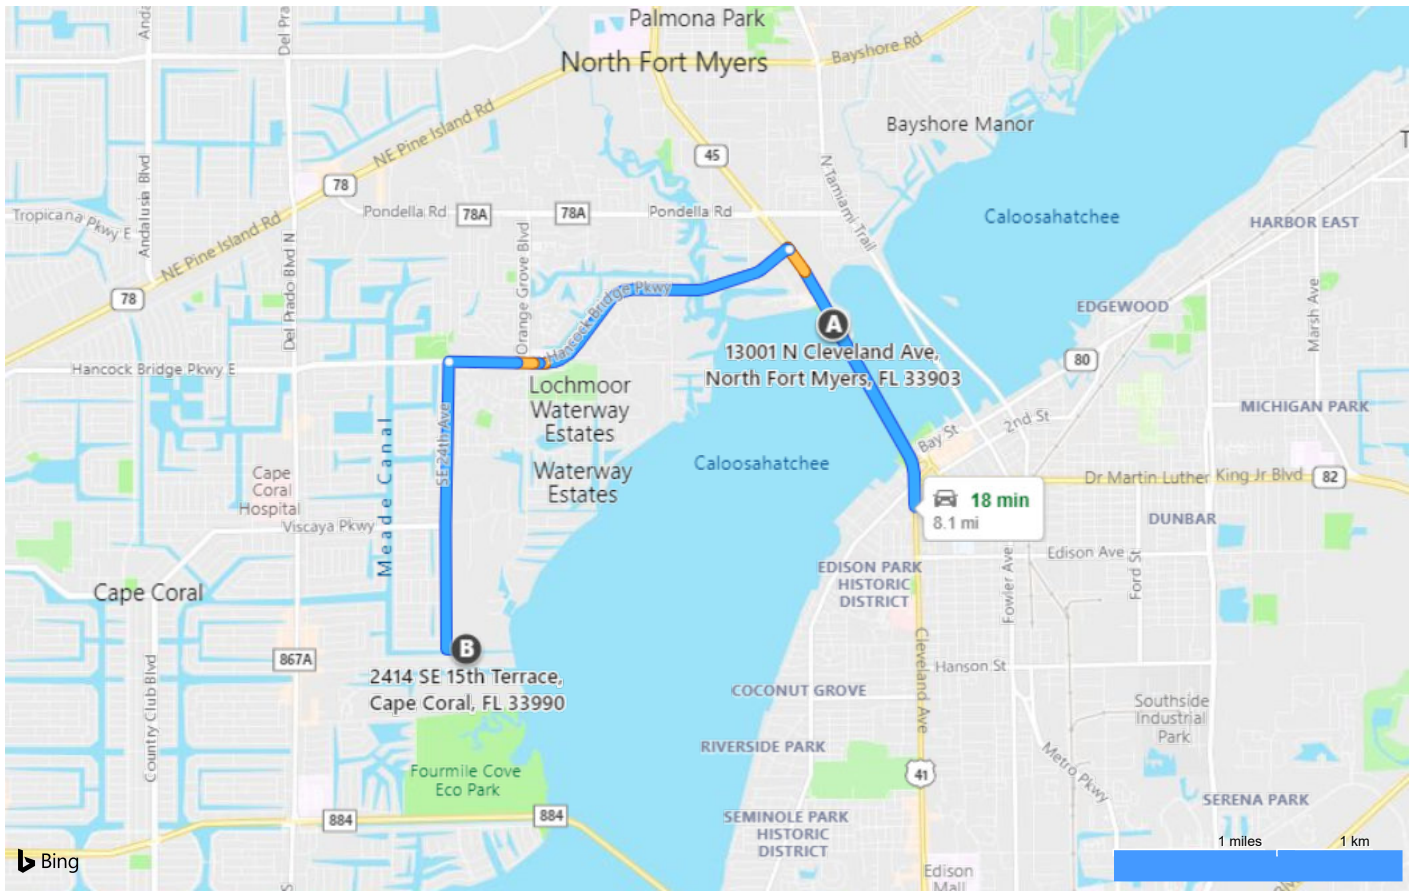 Palmona Park
North Fort Myers
Bayshore Rd
Bayshore Manor
NE Pine Island Rd
45
78
N Tamiami Trail
Pondella Rd
78A
78A
Pondella Rd
Andalusia Blvd
Tropicana Pkwy E
Del Prado Blvd N
Orange Grove Blvd
NE Pine Island Rd
78
Caloosahatchee
HARBOR EAST
EDGEWOOD
Marsh Ave
80
Hancock Bridge Pkwy
A
13001 N Cleveland Ave,
North Fort Myers, FL 33903
Hancock Bridge Pkwy E
Lochmoor
Waterway
Estates
Waterway
Estates
SE 24th Ave
Meade Canal
Cape
Coral
Hospital
Viscaya Pkwy
Caloosahatchee
Bay St
2nd St
MICHIGAN PARK
Dr Martin Luther King Jr Blvd
82
18 min
8.1 mi
DUNBAR
Edison Ave
Ford St
Fowler Ave
EDISON PARK
HISTORIC
DISTRICT
Cape Coral
867A
B
2414 SE 15th Terrace,
Cape Coral, FL 33990
Country Club Blvd
Cleveland Ave
Hanson St
COCONUT GROVE
RIVERSIDE PARK
Southside
Industrial
Park
Metro Pkwy
41
Fourmile Cove
Eco Park
884
884
SEMINOLE PARK
HISTORIC
DISTRICT
SERENA PARK
Edison
Mall
1 miles
1 km
Bing